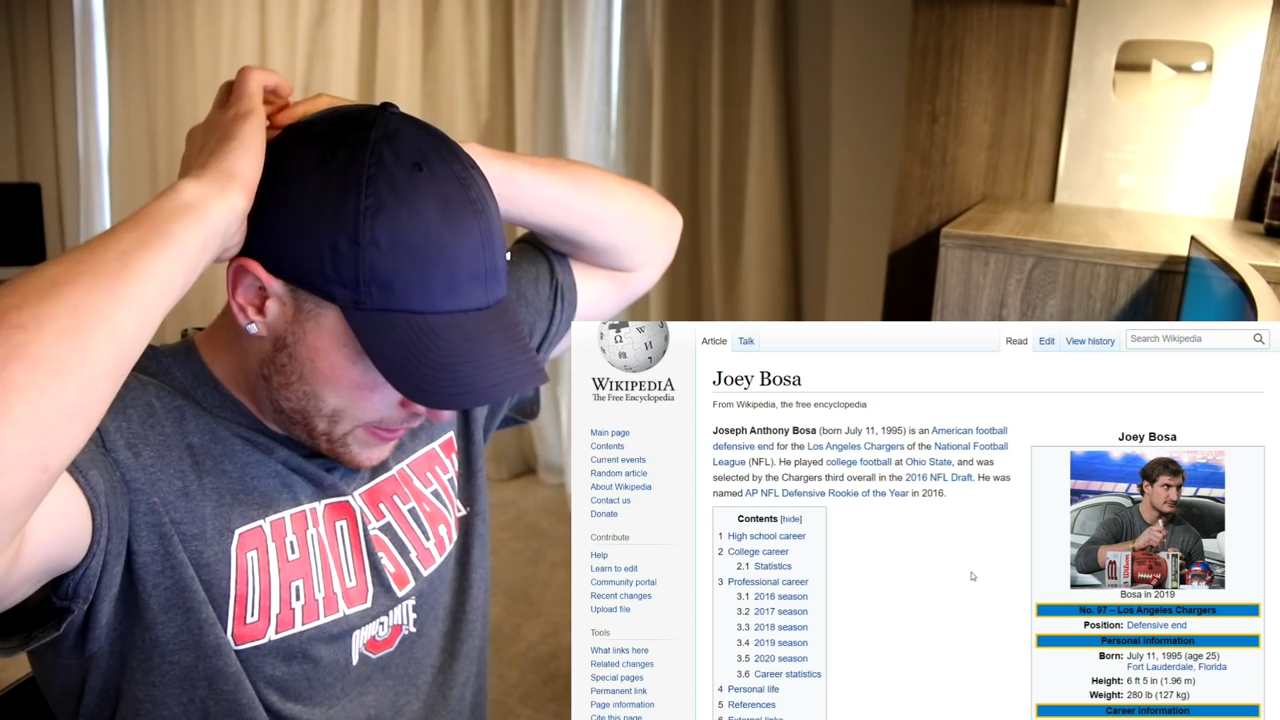 OHIO STATE
OHIO STATE
WIKIPEDIA
The Free Encyclopedia
Main page
Contents
Current events
Random article
About Wikipedia
Contact us
Donate
Contribute
Help
Learn to edit
Community portal
Recent changes
Upload file
Tools
What links here
Related changes
Special pages
Permanent link
Page information
Cite this page
Article Talk
Read Edit View history
Search Wikipedia
Joey Bosa
From Wikipedia, the free encyclopedia
Joseph Anthony Bosa (born July 11, 1995) is an American football
defensive end for the Los Angeles Chargers of the National Football
League (NFL). He played college football at Ohio State, and was
selected by the Chargers third overall in the 2016 NFL Draft. He was
named AP NFL Defensive Rookie of the Year in 2016.
Contents [hide]
1 High school career
2 College career
2.1 Statistics
3 Professional career
3.1 2016 season
3.2 2017 season
3.3 2018 season
3.4 2019 season
3.5 2020 season
3.6 Career statistics
4 Personal life
5 References
6 External links
Joey Bosa
Wilson
Bosa in 2019
No. 97 – Los Angeles Chargers
Position: Defensive end
Personal information
Born: July 11, 1995 (age 25)
Fort Lauderdale, Florida
Height: 6 ft 5 in (1.96 m)
Weight: 280 lb (127 kg)
Career information